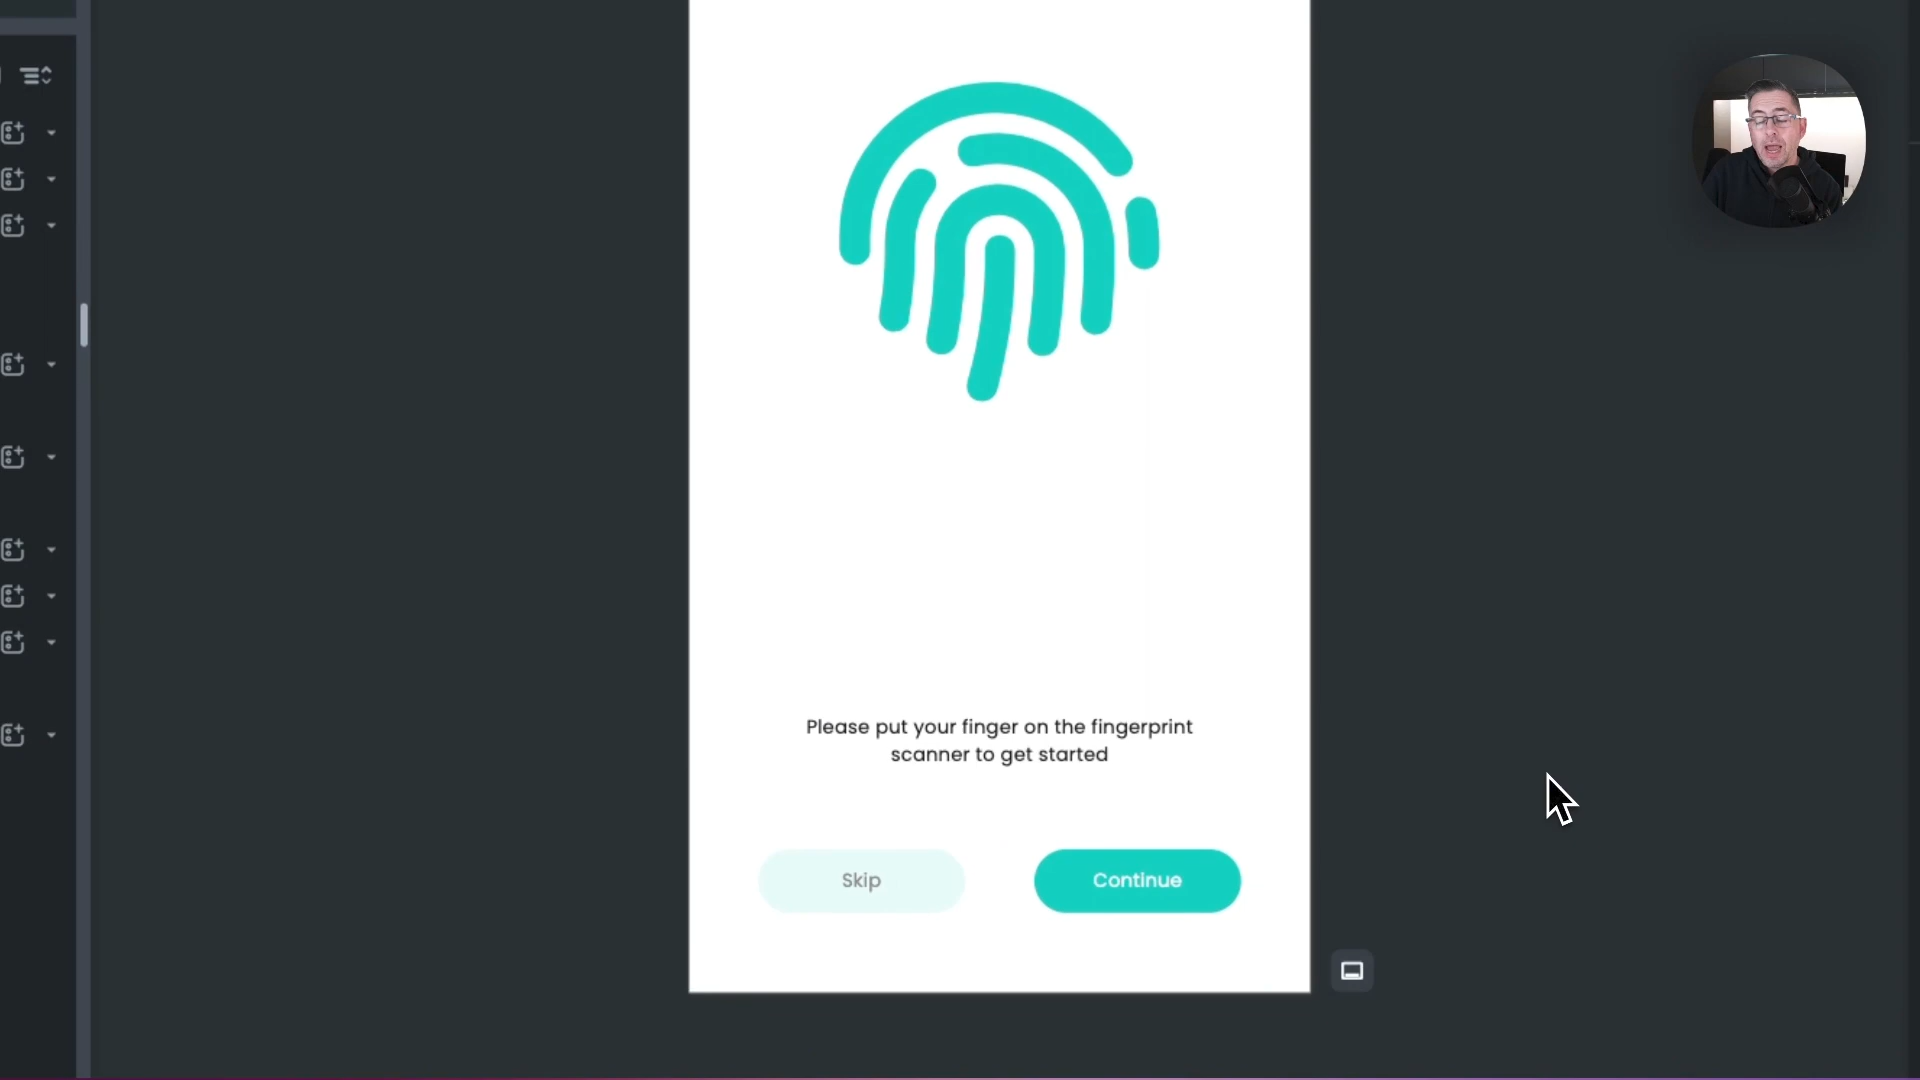 Please put your finger on the fingerprint
scanner to get started
Skip
Continue